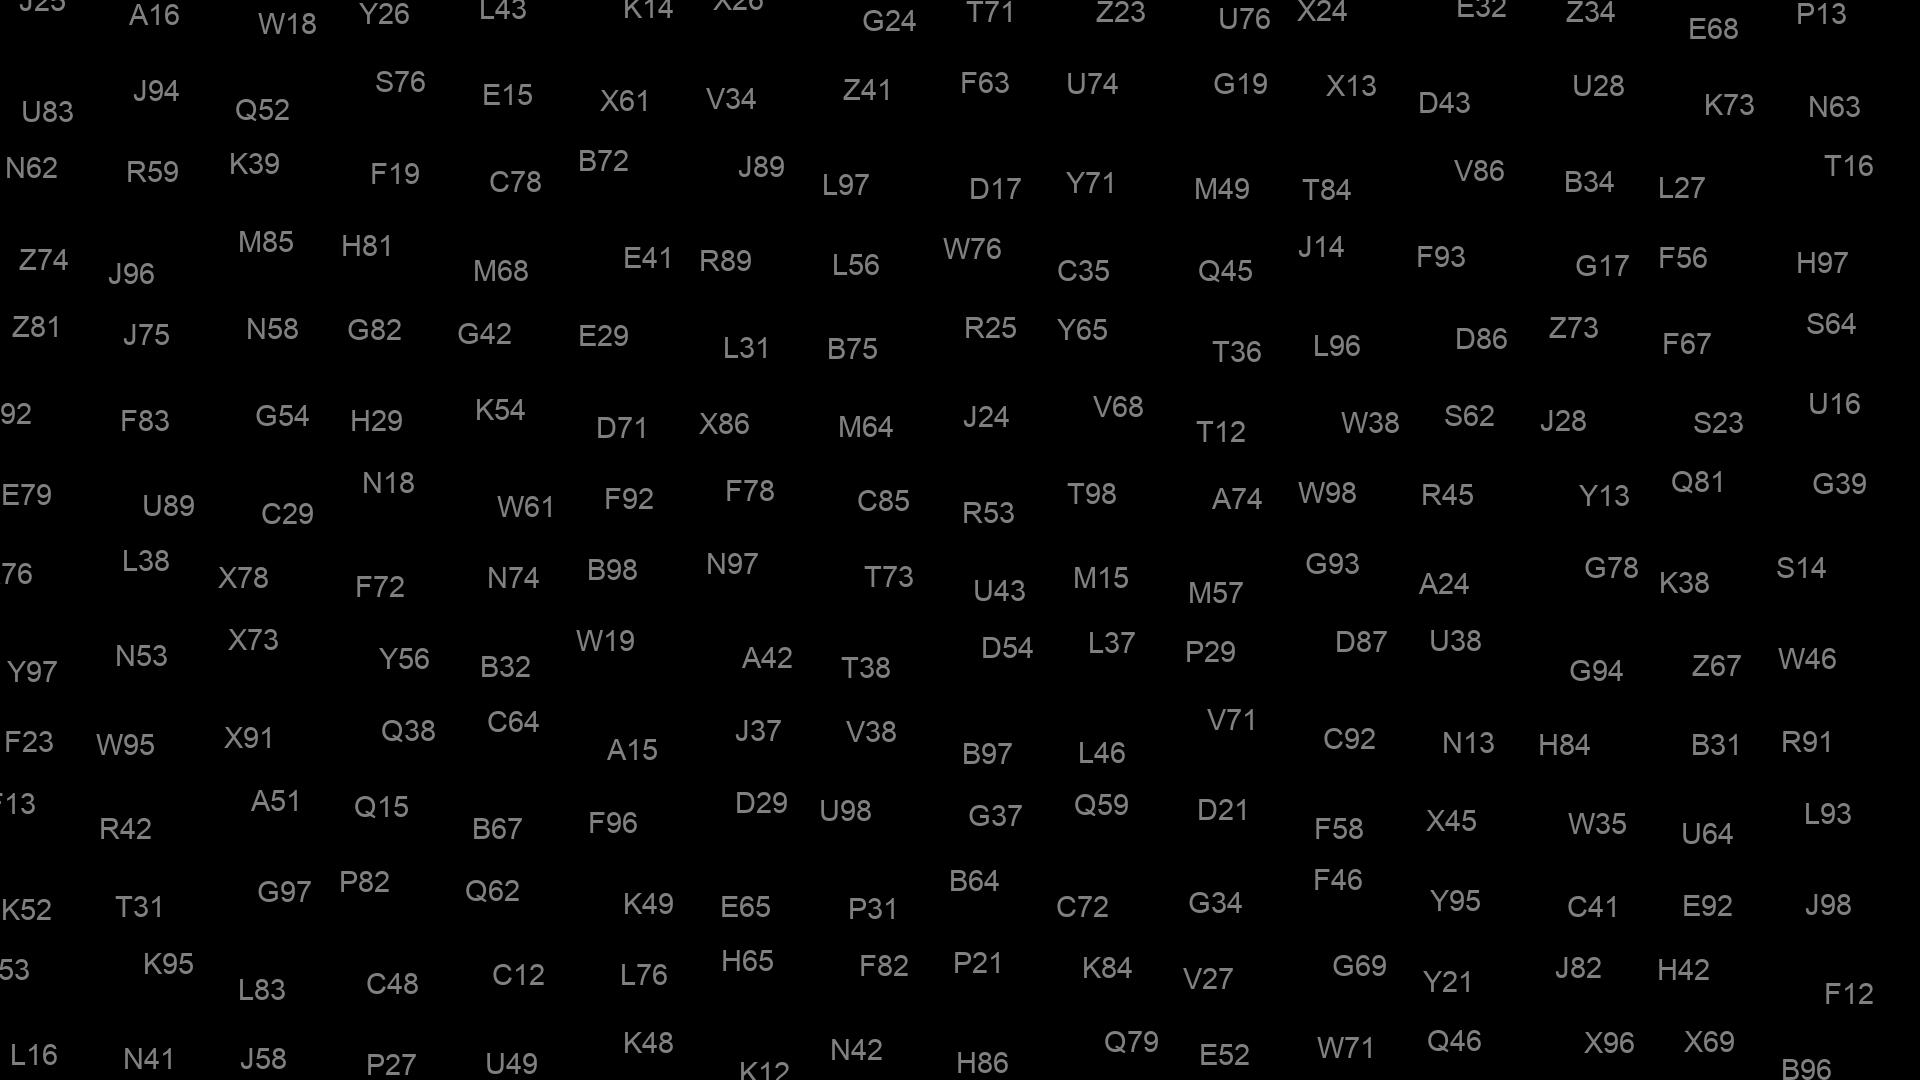 J25 A16 W18 Y26 L43 K14 X26 G24 T71 Z23 U76 X24 E32 Z34 E68 P13
U83 J94 Q52 S76 E15 X61 V34 Z41 F63 U74 G19 X13 D43 U28 K73 N63
N62 R59 K39 F19 C78 B72 J89 L97 D17 Y71 M49 T84 V86 B34 L27 T16
Z74 J96 M85 H81 M68 E41 R89 L56 W76 C35 Q45 J14 F93 G17 F56 H97
Z81 J75 N58 G82 G42 E29 L31 B75 R25 Y65 T36 L96 D86 Z73 F67 S64
92 F83 G54 H29 K54 D71 X86 M64 J24 V68 T12 W38 S62 J28 S23 U16
E79 U89 C29 N18 W61 F92 F78 C85 R53 T98 A74 W98 R45 Y13 Q81 G39
76 L38 X78 F72 N74 B98 N97 T73 U43 M15 M57 G93 A24 G78 K38 S14
Y97 N53 X73 Y56 B32 W19 A42 T38 D54 L37 P29 D87 U38 G94 Z67 W46
F23 W95 X91 Q38 C64 A15 J37 V38 B97 L46 V71 C92 N13 H84 B31 R91
13 R42 A51 Q15 B67 F96 D29 U98 G37 Q59 D21 F58 X45 W35 U64 L93
K52 T31 G97 P82 Q62 K49 E65 P31 B64 C72 G34 F46 Y95 C41 E92 J98
53 K95 L83 C48 C12 L76 H65 F82 P21 K84 V27 G69 Y21 J82 H42 F12
L16 N41 J58 P27 U49 K48 K12 N42 H86 Q79 E52 W71 Q46 X96 X69 B96